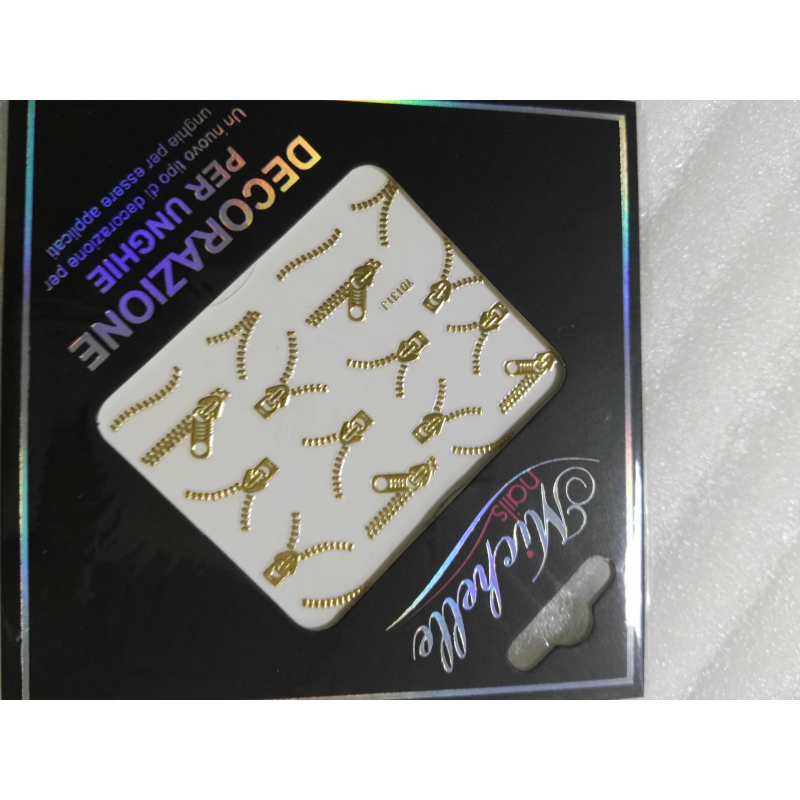 Michelle
nails
DECORAZIONE
PER UNGHIE
Un nuovo tipo di decorazione per
unghie per essere applicati